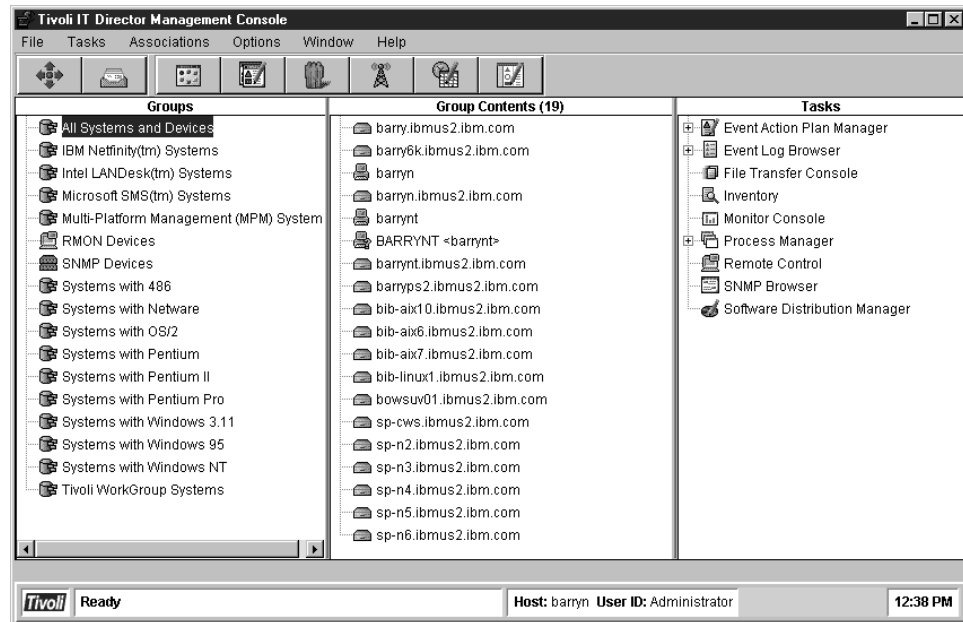 Tivoli IT Director Management Console
File Tasks Associations Options Window Help
Groups
All Systems and Devices
IBM Netfinity(tm) Systems
Intel LANDesk(tm) Systems
Microsoft SMS(tm) Systems
Multi-Platform Management (MPM) System
RMON Devices
SNMP Devices
Systems with 486
Systems with Netware
Systems with OS/2
Systems with Pentium
Systems with Pentium II
Systems with Pentium Pro
Systems with Windows 3.11
Systems with Windows 95
Systems with Windows NT
Tivoli WorkGroup Systems
Group Contents (19)
barry.ibmus2.ibm.com
barry6k.ibmus2.ibm.com
barryn
barryn.ibmus2.ibm.com
barrynt
BARRYNT <barrynt>
barrynt.ibmus2.ibm.com
barryps2.ibmus2.ibm.com
bib-aix10.ibmus2.ibm.com
bib-aix6.ibmus2.ibm.com
bib-aix7.ibmus2.ibm.com
bib-linux1.ibmus2.ibm.com
bowsuv01.ibmus2.ibm.com
sp-cws.ibmus2.ibm.com
sp-n2.ibmus2.ibm.com
sp-n3.ibmus2.ibm.com
sp-n4.ibmus2.ibm.com
sp-n5.ibmus2.ibm.com
sp-n6.ibmus2.ibm.com
Tasks
Event Action Plan Manager
Event Log Browser
File Transfer Console
Inventory
Monitor Console
Process Manager
Remote Control
SNMP Browser
Software Distribution Manager
Tivoli Ready Host: barryn User ID: Administrator 12:38 PM